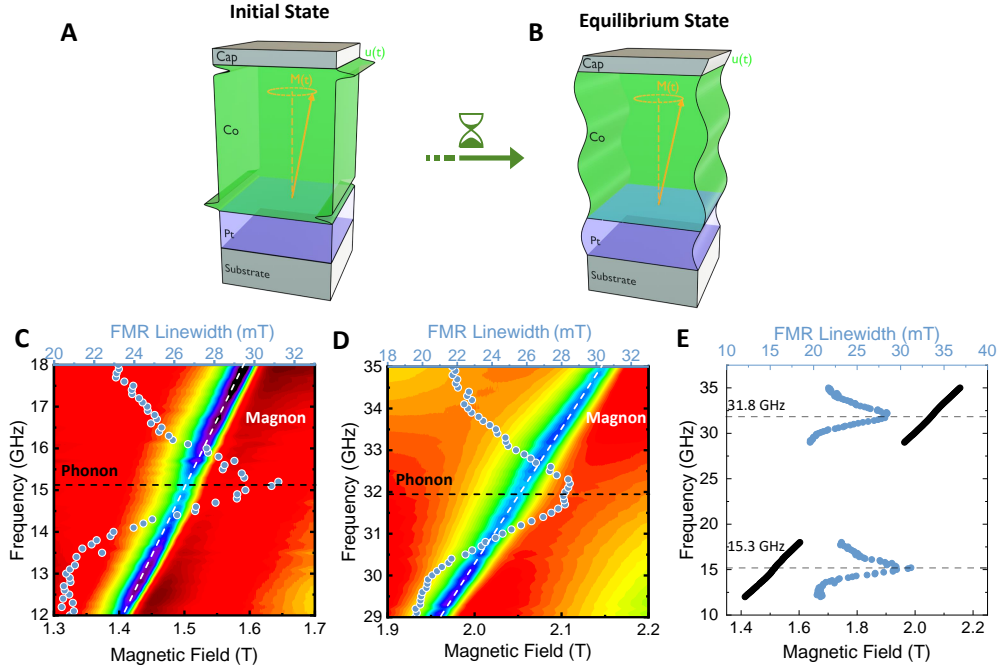 Initial State
Equilibrium State
A
Cap
u(t)
M(t)
Co
Pt
Substrate
B
Cap
u(t)
M(t)
Co
Pt
Substrate
C
FMR Linewidth (mT)
20 22 24 26 28 30 32
Frequency (GHz)
18
17
16
15
14
13
12
Magnon
Phonon
1.3 1.4 1.5 1.6 1.7
Magnetic Field (T)
D
FMR Linewidth (mT)
18 20 22 24 26 28 30 32
Frequency (GHz)
35
34
33
32
31
30
29
Magnon
Phonon
1.9 2.0 2.1 2.2
Magnetic Field (T)
E
FMR Linewidth (mT)
10 15 20 25 30 35 40
Frequency (GHz)
40
35
30
25
20
15
10
31.8 GHz
15.3 GHz
1.4 1.6 1.8 2.0 2.2
Magnetic Field (T)